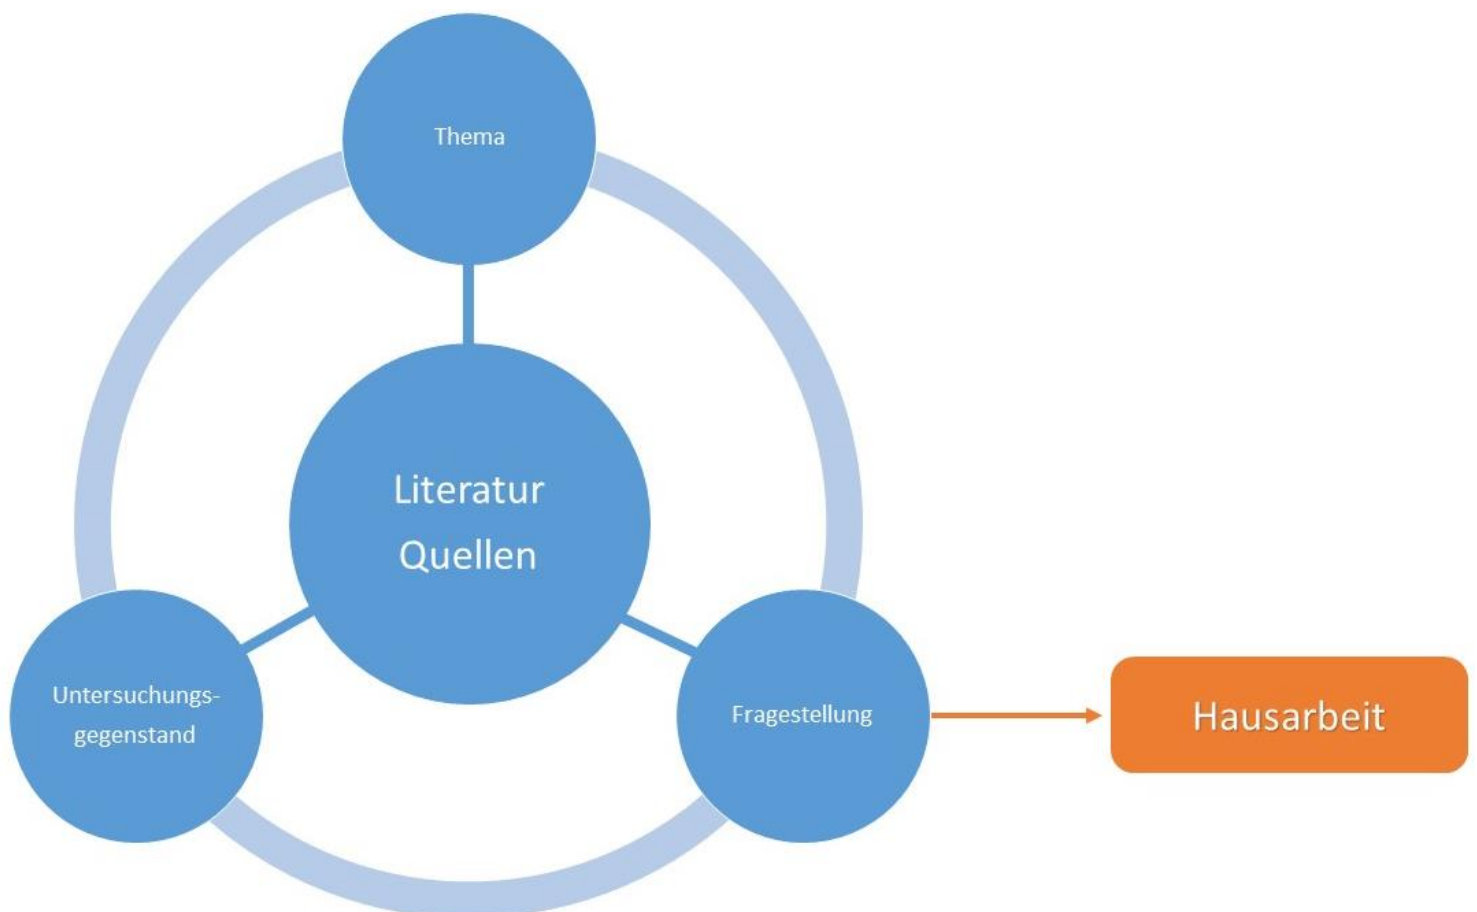 Thema
Literatur
Quellen
Untersuchungs-
gegenstand
Fragestellung
Hausarbeit